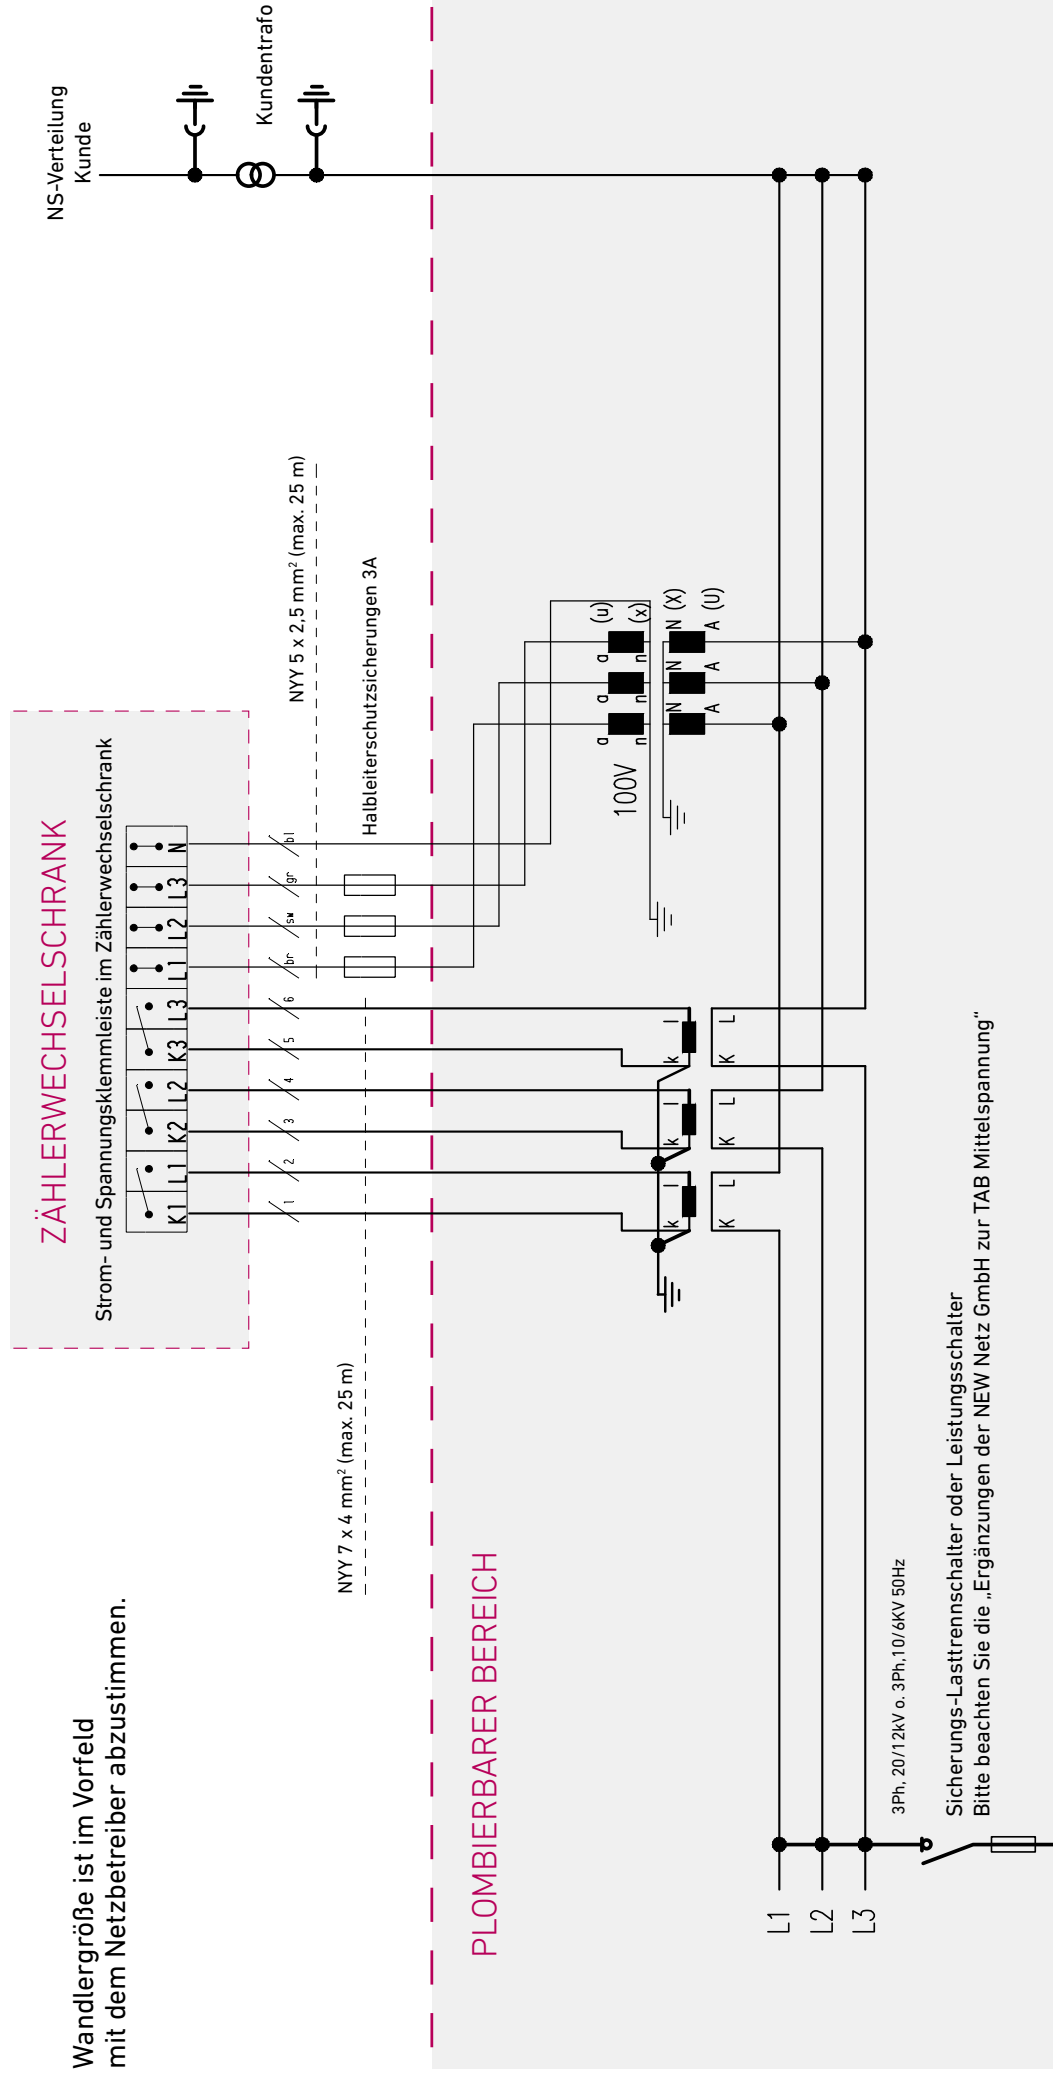 Wandlergröße ist im Vorfeld
mit dem Netzbetreiber abzustimmen.
ZÄHLERWECHSELSCHRANK
Strom- und Spannungsklemmleiste im Zählerwechselschrank
K1 L1 K2 L2 K3 L3 L1 L2 L3 N
1 2 3 4 5 6 br sw gr bl
NS-Verteilung
Kunde
Kundentrafo
NYY 7 x 4 mm² (max. 25 m)
NYY 5 x 2,5 mm² (max. 25 m)
Halbleiterschutzsicherungen 3A
PLOMBIERBARER BEREICH
100V
a a a (u)
n n n (x)
N N N (X)
A A A (U)
k l k l k l
K L K L K L
L1
L2
L3
3Ph, 20/12kV o. 3Ph,10/6KV 50Hz
Sicherungs-Lasttrennschalter oder Leistungsschalter
Bitte beachten Sie die „Ergänzungen der NEW Netz GmbH zur TAB Mittelspannung“